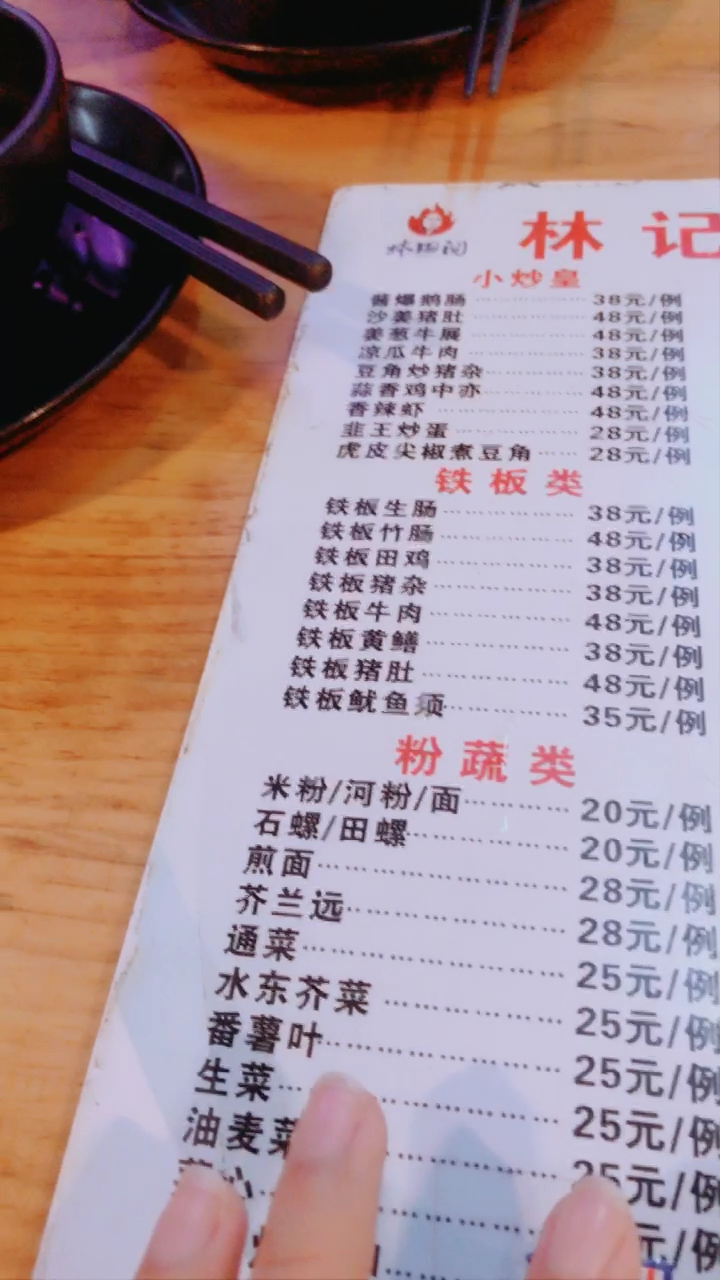 林记
小炒皇
酱爆鹅肠 38元/例
沙姜猪肚 48元/例
姜葱牛展 48元/例
凉瓜牛肉 38元/例
豆角炒猪杂 38元/例
蒜香鸡中亦 48元/例
香辣虾 48元/例
韭王炒蛋 28元/例
虎皮尖椒煮豆角 28元/例
铁板类
铁板生肠 38元/例
铁板竹肠 48元/例
铁板田鸡 38元/例
铁板猪杂 38元/例
铁板牛肉 48元/例
铁板黄鳝 38元/例
铁板猪肚 48元/例
铁板鱿鱼须 35元/例
粉蔬类
米粉/河粉/面 20元/例
石螺/田螺 20元/例
煎面 28元/例
芥兰远 28元/例
通菜 25元/例
水东芥菜 25元/例
番薯叶 25元/例
生菜 25元/例
油麦菜 25元/例
心 元/例